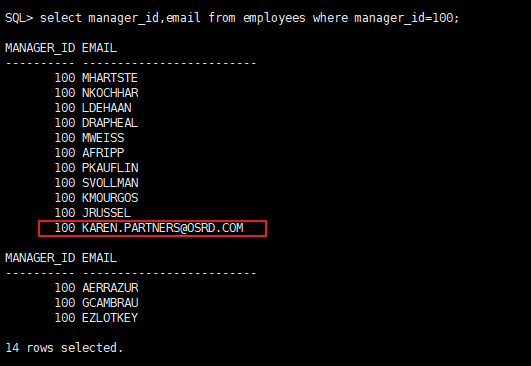 SQL> select manager_id,email from employees where manager_id=100;
MANAGER_ID EMAIL
---------- -------------------------
100 MHARTSTE
100 NKOCHHAR
100 LDEHAAN
100 DRAPHEAL
100 MWEISS
100 AFRIPP
100 PKAUFLIN
100 SVOLLMAN
100 KMOURGOS
100 JRUSSEL
100 KAREN.PARTNERS@OSRD.COM
MANAGER_ID EMAIL
---------- -------------------------
100 AERRAZUR
100 GCAMBRAU
100 EZLOTKEY
14 rows selected.